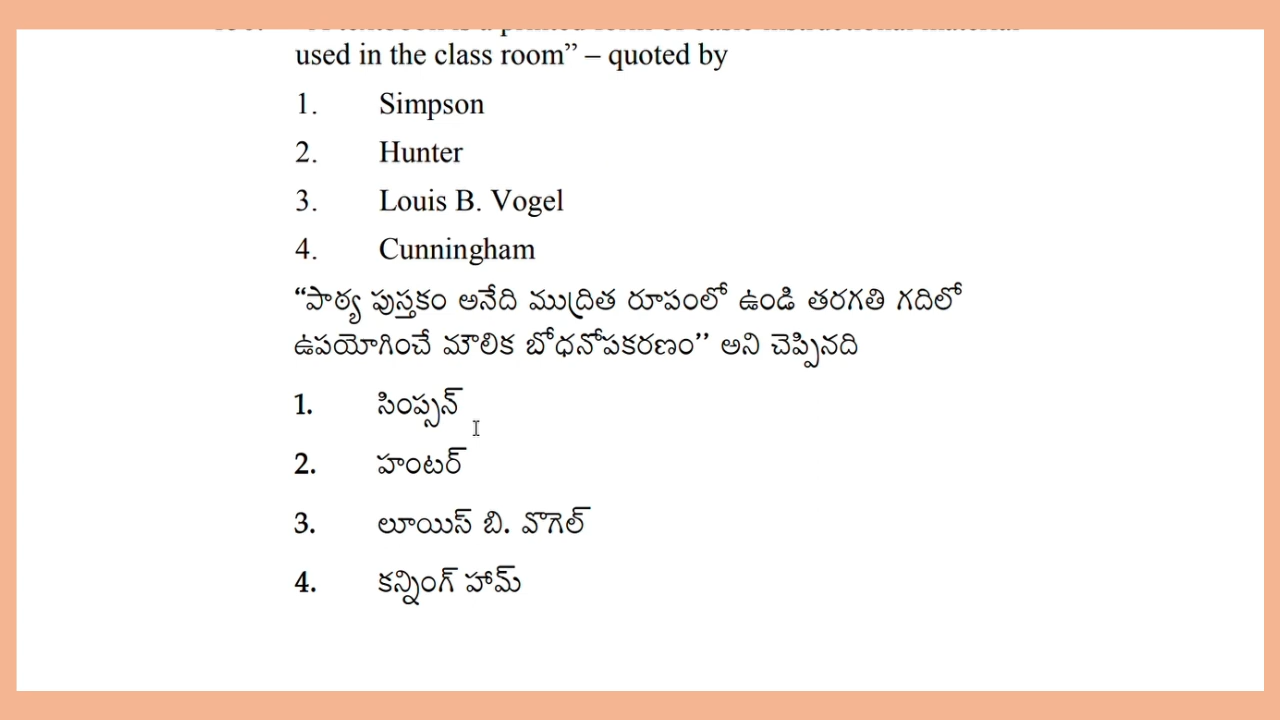 used in the class room” – quoted by
1. Simpson
2. Hunter
3. Louis B. Vogel
4. Cunningham
“పాఠ్య పుస్తకం అనేది ముద్రిత రూపంలో ఉండి తరగతి గదిలో
ఉపయోగించే మౌలిక బోధనోపకరణం’’ అని చెప్పినది
1. సింప్సన్
2. హంటర్
3. లూయిస్ బి. వొగెల్
4. కన్నింగ్ హామ్